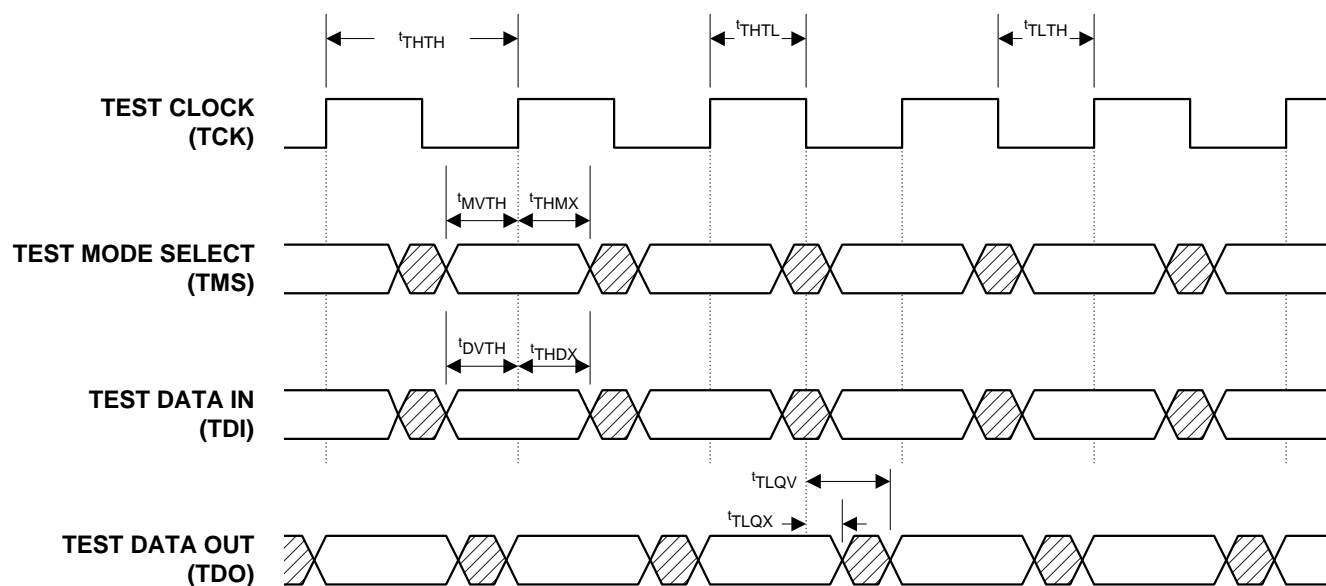 tTHTH
tTHTL
tTLTH
TEST CLOCK
(TCK)
tMVTH
tTHMX
TEST MODE SELECT
(TMS)
tDVTH
tTHDX
TEST DATA IN
(TDI)
tTLQV
tTLQX
TEST DATA OUT
(TDO)